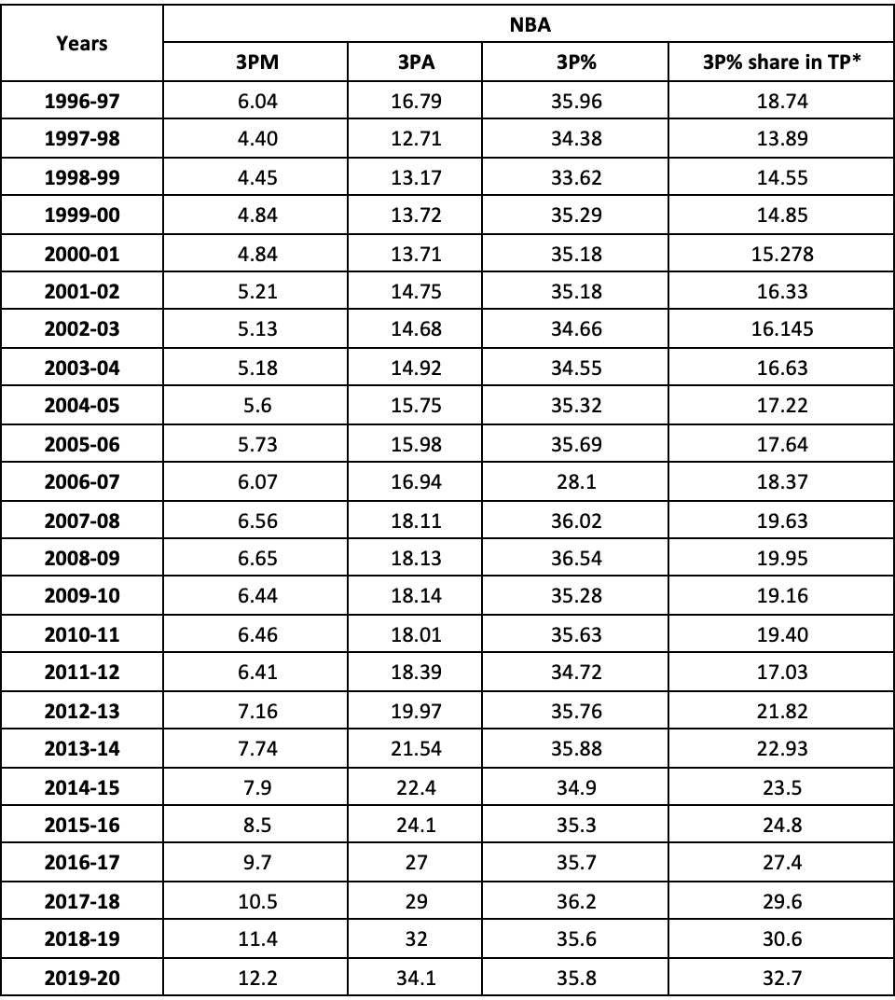 Years NBA
3PM 3PA 3P% 3P% share in TP*
1996-97 6.04 16.79 35.96 18.74
1997-98 4.40 12.71 34.38 13.89
1998-99 4.45 13.17 33.62 14.55
1999-00 4.84 13.72 35.29 14.85
2000-01 4.84 13.71 35.18 15.278
2001-02 5.21 14.75 35.18 16.33
2002-03 5.13 14.68 34.66 16.145
2003-04 5.18 14.92 34.55 16.63
2004-05 5.6 15.75 35.32 17.22
2005-06 5.73 15.98 35.69 17.64
2006-07 6.07 16.94 28.1 18.37
2007-08 6.56 18.11 36.02 19.63
2008-09 6.65 18.13 36.54 19.95
2009-10 6.44 18.14 35.28 19.16
2010-11 6.46 18.01 35.63 19.40
2011-12 6.41 18.39 34.72 17.03
2012-13 7.16 19.97 35.76 21.82
2013-14 7.74 21.54 35.88 22.93
2014-15 7.9 22.4 34.9 23.5
2015-16 8.5 24.1 35.3 24.8
2016-17 9.7 27 35.7 27.4
2017-18 10.5 29 36.2 29.6
2018-19 11.4 32 35.6 30.6
2019-20 12.2 34.1 35.8 32.7